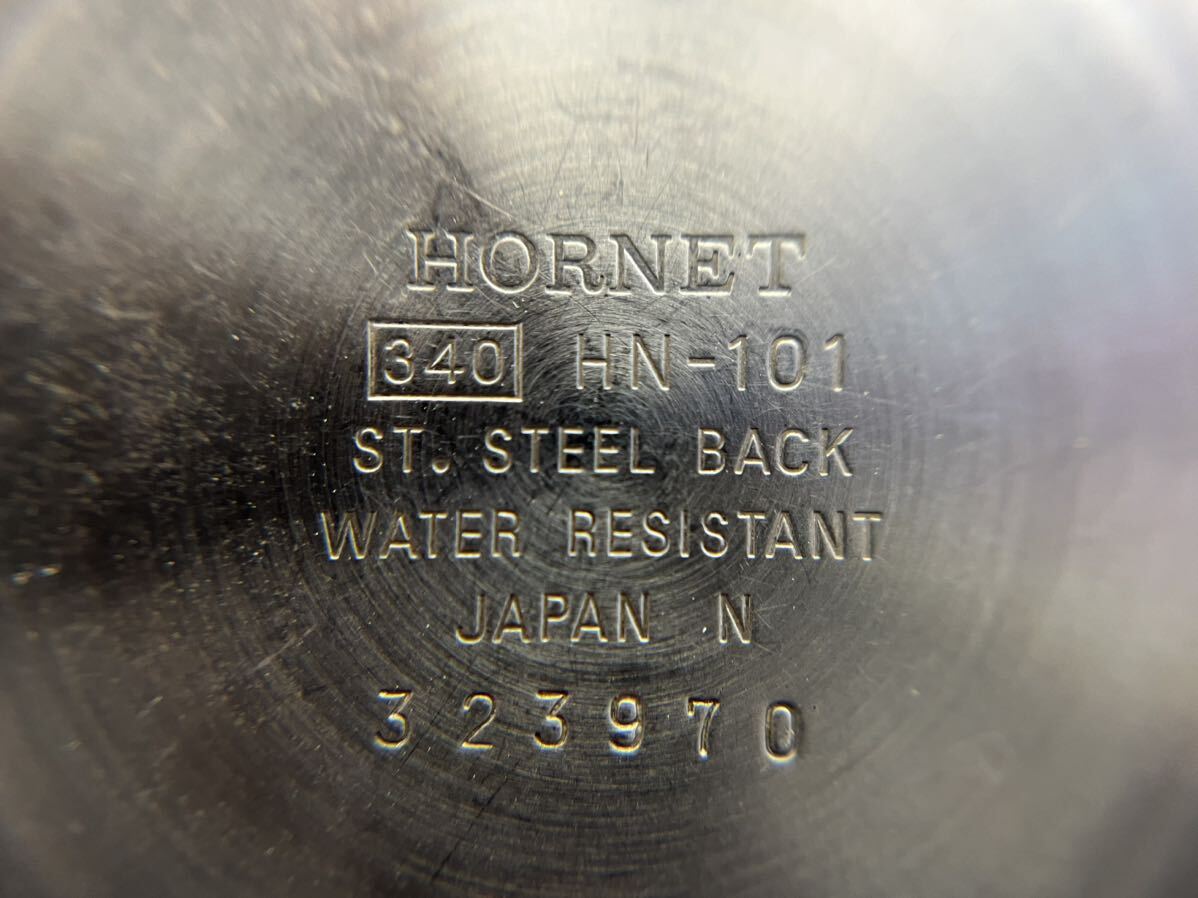 HORNET
340 HN-101
ST. STEEL BACK
WATER RESISTANT
JAPAN N
323970